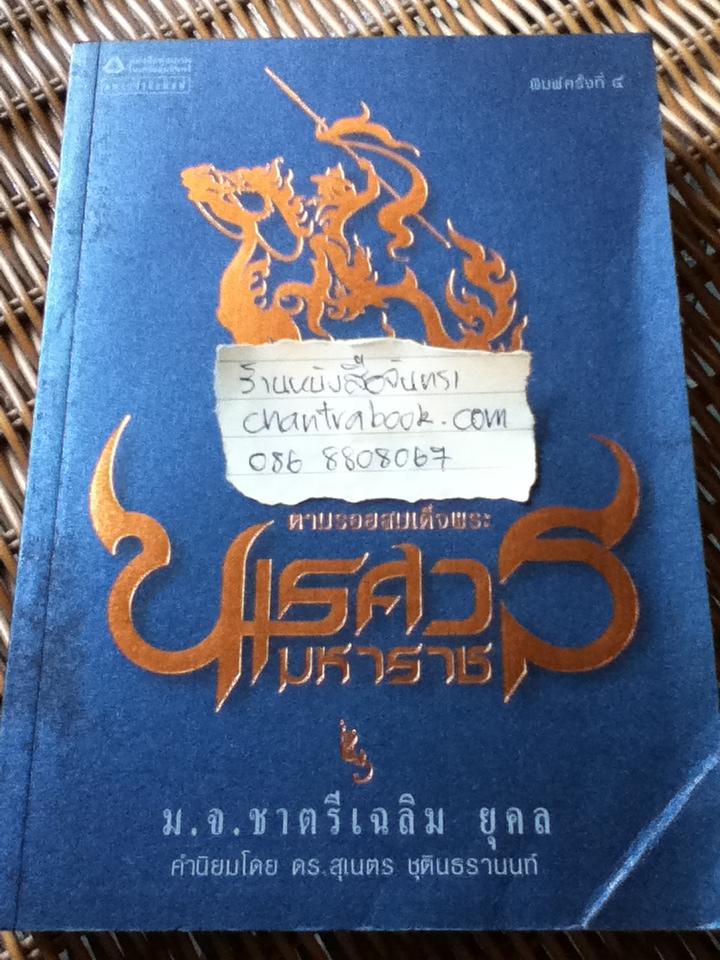 พิมพ์ครั้งที่ ๔
ร้านหนังสือจันทรา
chantrabook.com
086 8808067
ตามรอยสมเด็จพระ
นเรศวร
มหาราช
ม.จ.ชาตรีเฉลิม ยุคล
คำนิยมโดย ดร.สุเนตร ชุตินธรานนท์